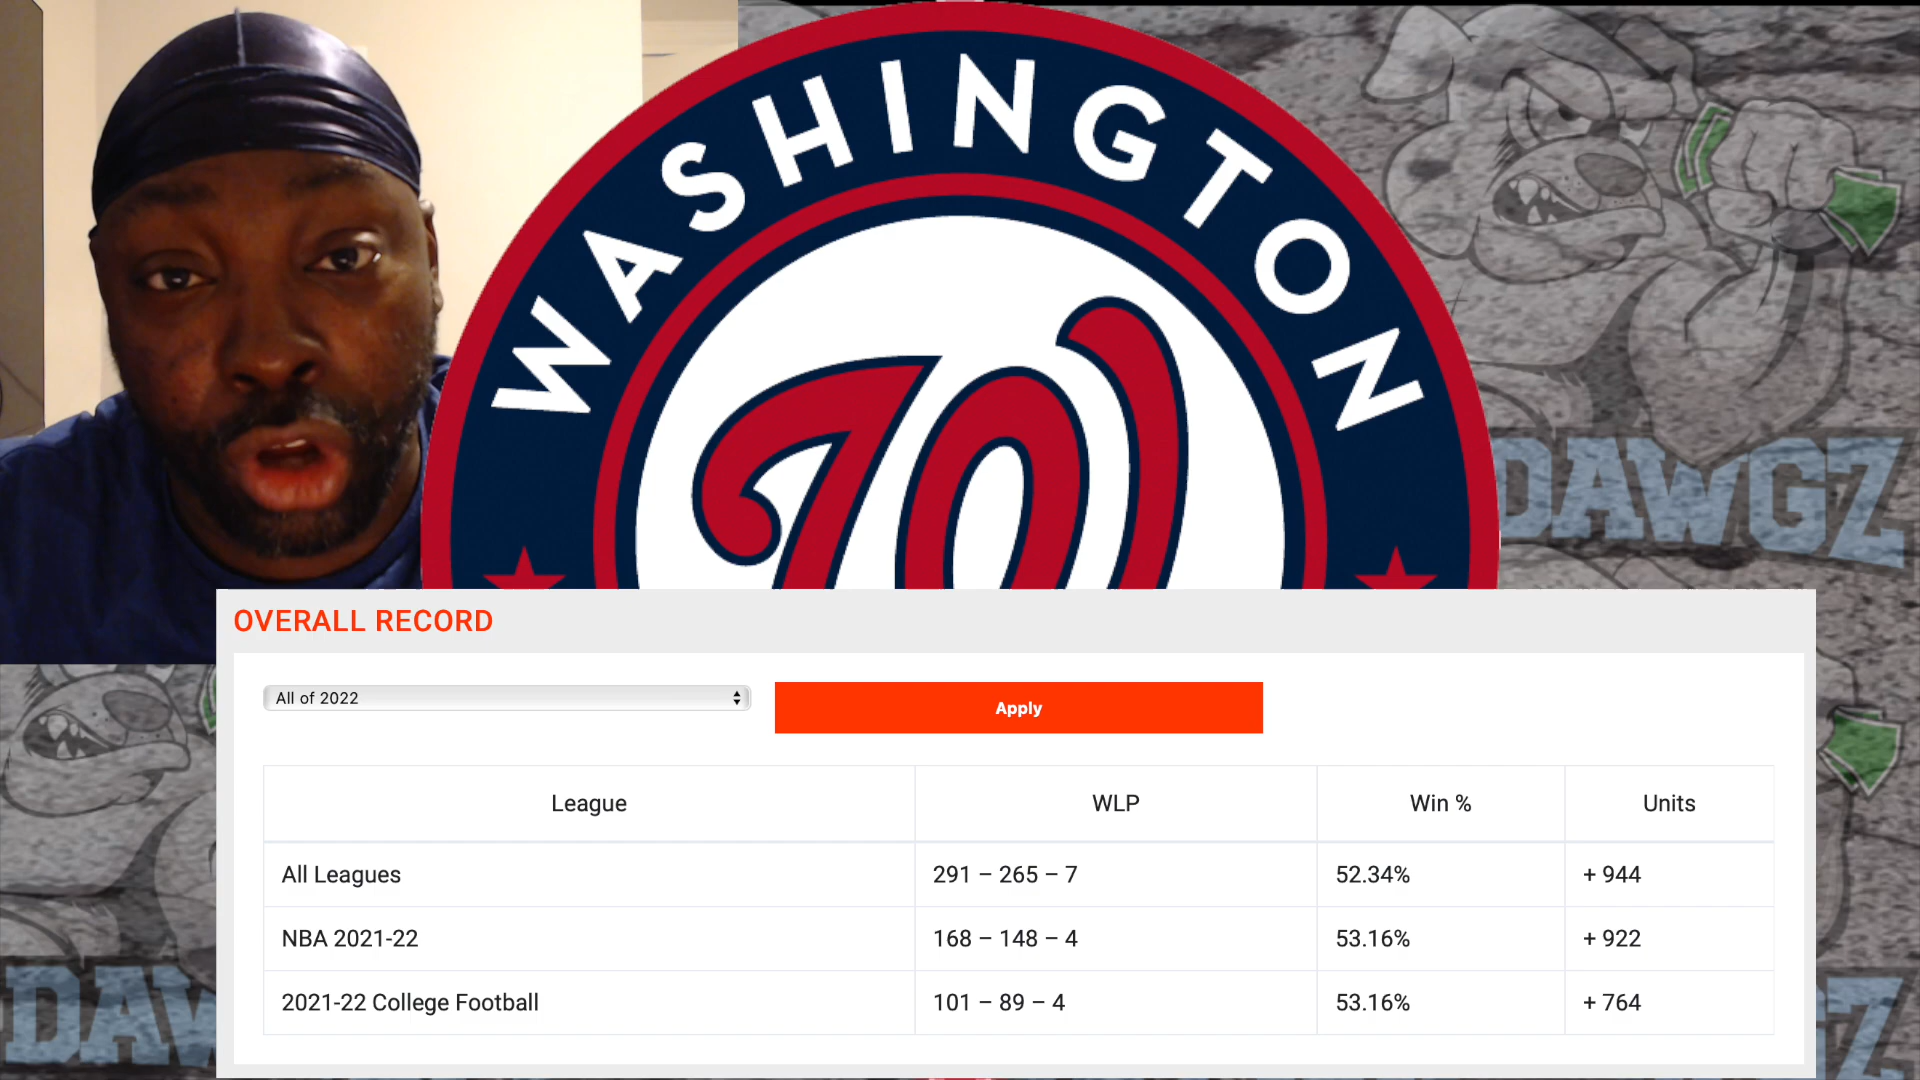 WASHINGTON
W
DAWGZ
OVERALL RECORD
All of 2022
Apply
League WLP Win % Units
All Leagues 291 – 265 – 7 52.34% + 944
NBA 2021-22 168 – 148 – 4 53.16% + 922
2021-22 College Football 101 – 89 – 4 53.16% + 764
DAW
GZ